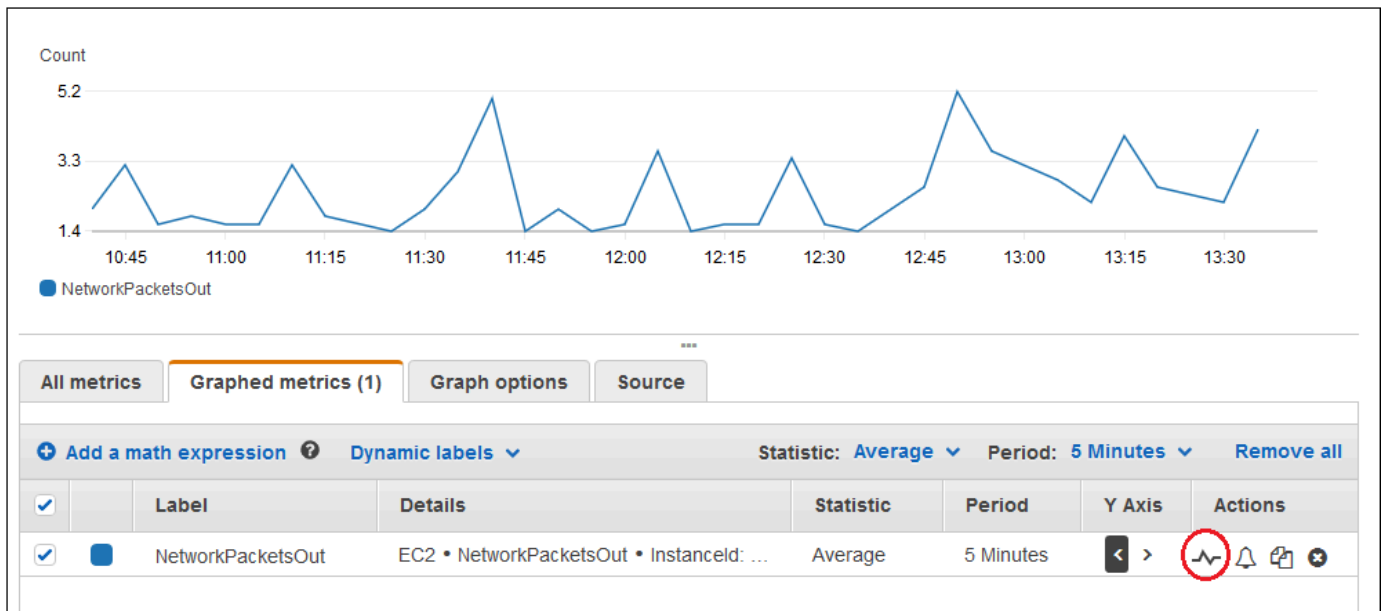 Count
5.2
3.3
1.4
10:45 11:00 11:15 11:30 11:45 12:00 12:15 12:30 12:45 13:00 13:15 13:30
NetworkPacketsOut
All metrics Graphed metrics (1) Graph options Source
Add a math expression Dynamic labels Statistic: Average Period: 5 Minutes Remove all
Label Details Statistic Period Y Axis Actions
NetworkPacketsOut EC2 • NetworkPacketsOut • InstanceId: ... Average 5 Minutes < >